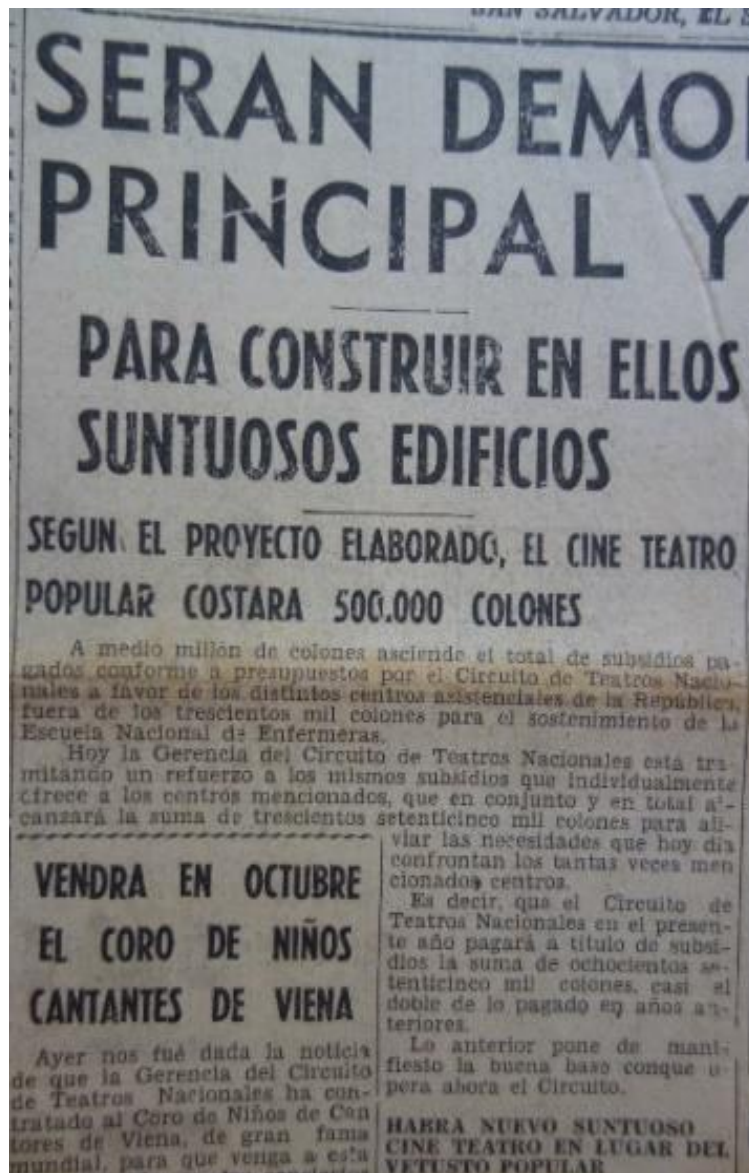 SAN SALVADOR, EL S
SERAN DEMO
PRINCIPAL Y
PARA CONSTRUIR EN ELLOS
SUNTUOSOS EDIFICIOS
SEGUN EL PROYECTO ELABORADO, EL CINE TEATRO
POPULAR COSTARA 500.000 COLONES
A medio millón de colones asciende el total de subsidios pa-
gados conforme a presupuestos por el Circuito de Teatros Nacio-
nales a favor de los distintos centros asistenciales de la República,
fuera de los trescientos mil colones para el sostenimiento de la
Escuela Nacional de Enfermeras.
Hoy la Gerencia del Circuito de Teatros Nacionales está tra-
mitando un refuerzo a los mismos subsidios que individualmente
ofrece a los centros mencionados, que en conjunto y en total al-
canzará la suma de trescientos setenticinco mil colones para ali-
viar las necesidades que hoy día
confrontan los tantas veces men
cionados centros.
Es decir, que el Circuito de
Teatros Nacionales en el presen-
te año pagará a título de subsi-
dios la suma de ochocientos se-
tenticinco mil colones, casi el
doble de lo pagado en años an-
teriores.
Lo anterior pone de mani-
fiesto la buena base conque o-
pera ahora el Circuito.
HABRA NUEVO SUNTUOSO
CINE TEATRO EN LUGAR DEL
VETUSTO POPULAR
VENDRA EN OCTUBRE
EL CORO DE NIÑOS
CANTANTES DE VIENA
Ayer nos fué dada la noticia
de que la Gerencia del Circuito
de Teatros Nacionales ha con-
tratado al Coro de Niños de Can
tores de Viena, de gran fama
mundial, para que venga a esta